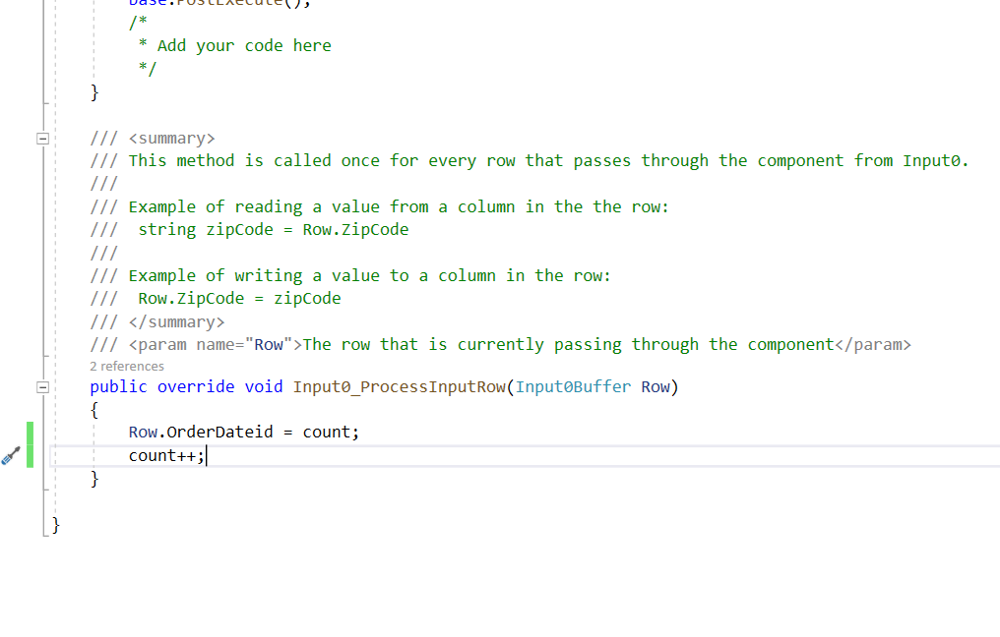 base.PostExecute();
/*
* Add your code here
*/
}
/// <summary>
/// This method is called once for every row that passes through the component from Input0.
///
/// Example of reading a value from a column in the the row:
///  string zipCode = Row.ZipCode
///
/// Example of writing a value to a column in the row:
///  Row.ZipCode = zipCode
/// </summary>
/// <param name="Row">The row that is currently passing through the component</param>
2 references
public override void Input0_ProcessInputRow(Input0Buffer Row)
{
Row.OrderDateid = count;
count++;
}
}